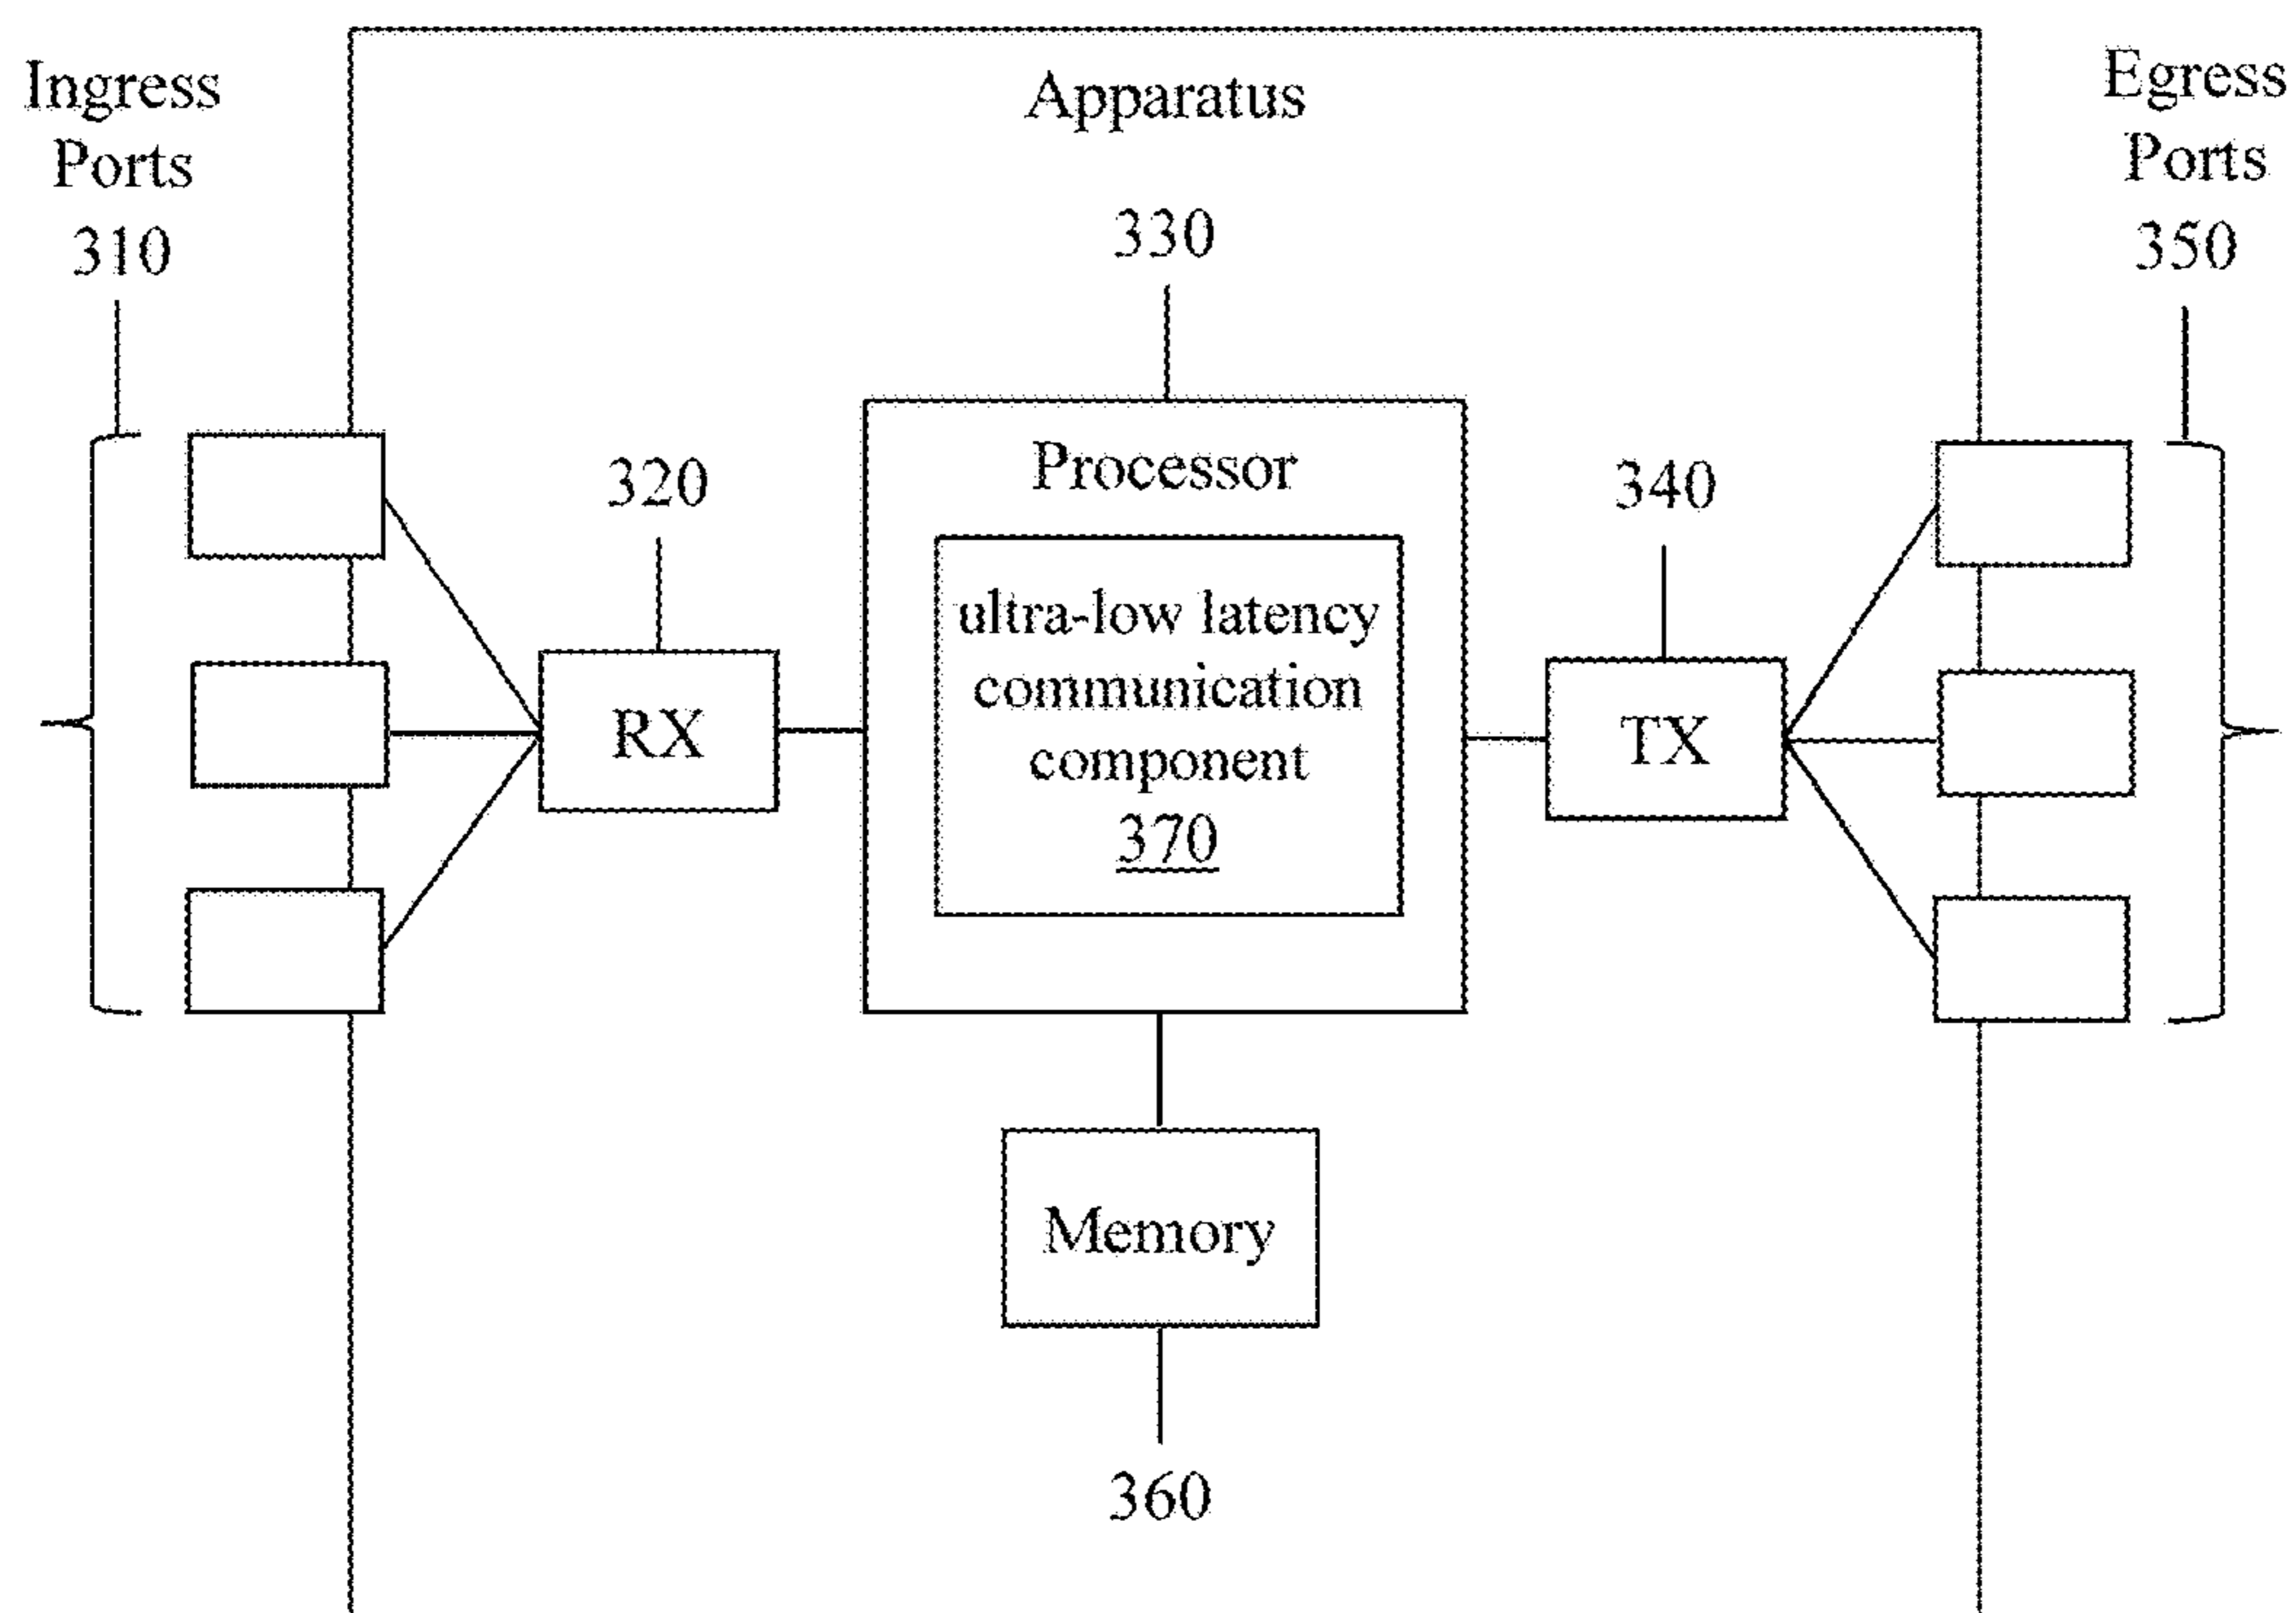 Ingress
Ports
310
Apparatus
330
Egress
Ports
350
320
RX
Processor
ultra-low latency
communication
component
370
340
TX
Memory
360